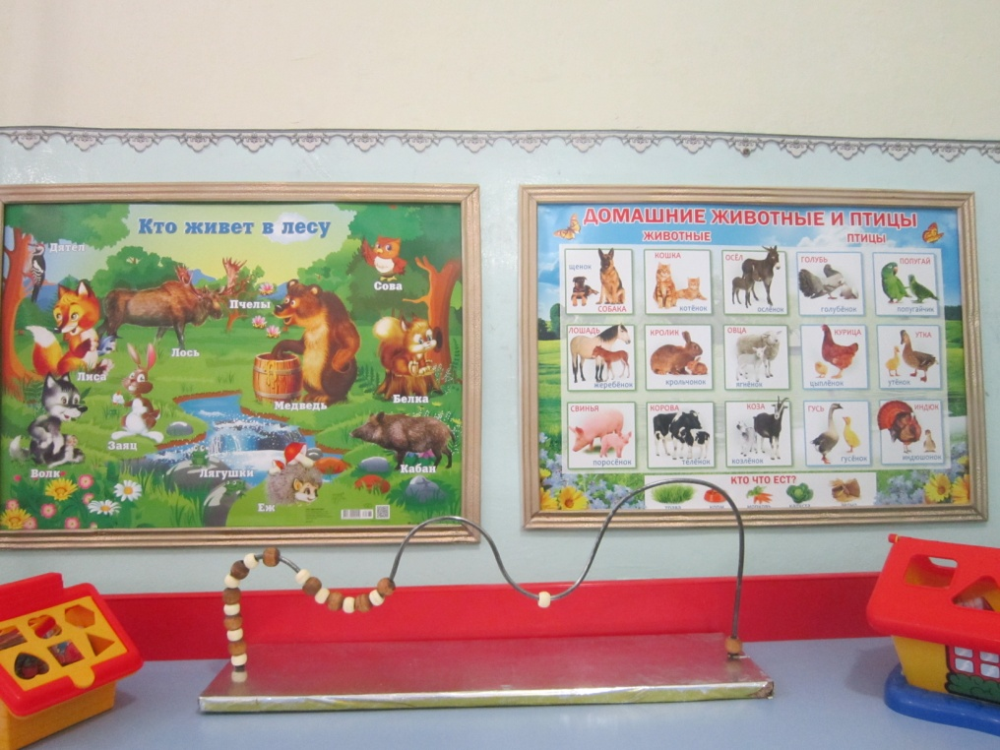 Кто живет в лесу
Дятел
Сова
Пчелы
Лось
Лиса
Медведь
Белка
Заяц
Волк
Лягушки
Кабан
Еж
ДОМАШНИЕ ЖИВОТНЫЕ И ПТИЦЫ
ЖИВОТНЫЕ
ПТИЦЫ
щенок
СОБАКА
КОШКА
котёнок
ОСЁЛ
ослёнок
ГОЛУБЬ
голубёнок
ПОПУГАЙ
попугайчик
ЛОШАДЬ
жеребёнок
КРОЛИК
крольчонок
ОВЦА
ягнёнок
КУРИЦА
цыплёнок
УТКА
утёнок
СВИНЬЯ
поросёнок
КОРОВА
телёнок
КОЗА
козлёнок
ГУСЬ
гусёнок
ИНДЮК
индюшонок
КТО ЧТО ЕСТ?